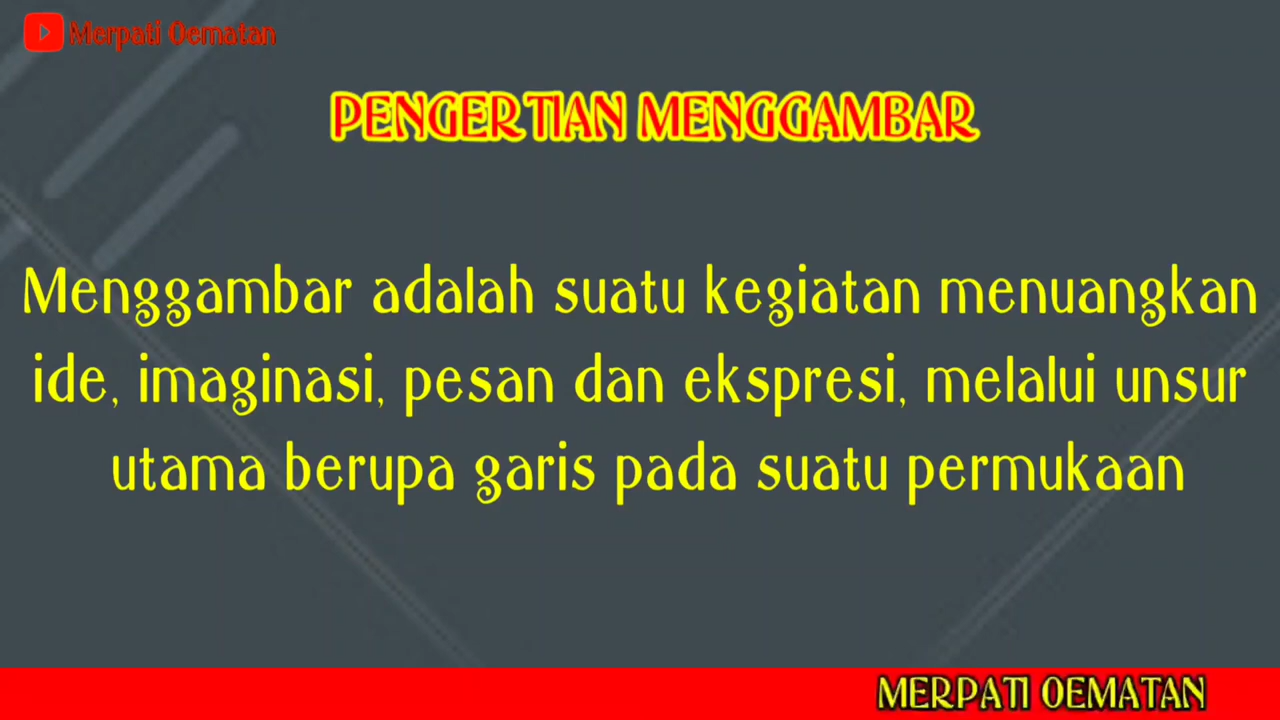 Merpati Oematan
PENGERTIAN MENGGAMBAR
Menggambar adalah suatu kegiatan menuangkan
ide, imaginasi, pesan dan ekspresi, melalui unsur
utama berupa garis pada suatu permukaan
MERPATI OEMATAN